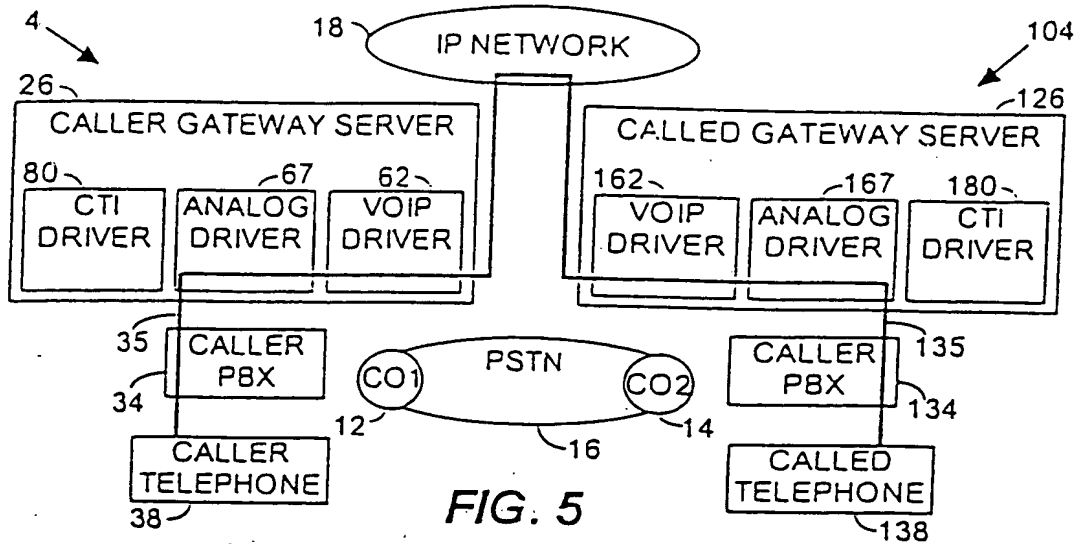 4
18
IP NETWORK
104
26
126
CALLER GATEWAY SERVER
CALLED GATEWAY SERVER
80
67
62
162
167
180
CTI
DRIVER
ANALOG
DRIVER
VOIP
DRIVER
VOIP
DRIVER
ANALOG
DRIVER
CTI
DRIVER
35
135
CALLER
PBX
34
CO1
PSTN
CO2
12
16
14
CALLER
PBX
134
CALLER
TELEPHONE
38
CALLED
TELEPHONE
138
FIG. 5